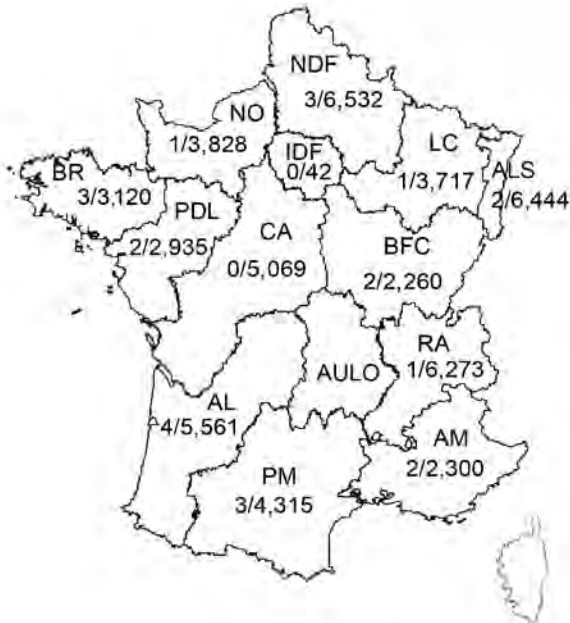 NDF
3/6,532
NO
1/3,828
LC
1/3,717
IDF
0/42
ALS
2/6,444
BR
3/3,120
PDL
2/2,935
CA
0/5,069
BFC
2/2,260
RA
1/6,273
AULO
AL
4/5,561
AM
2/2,300
PM
3/4,315